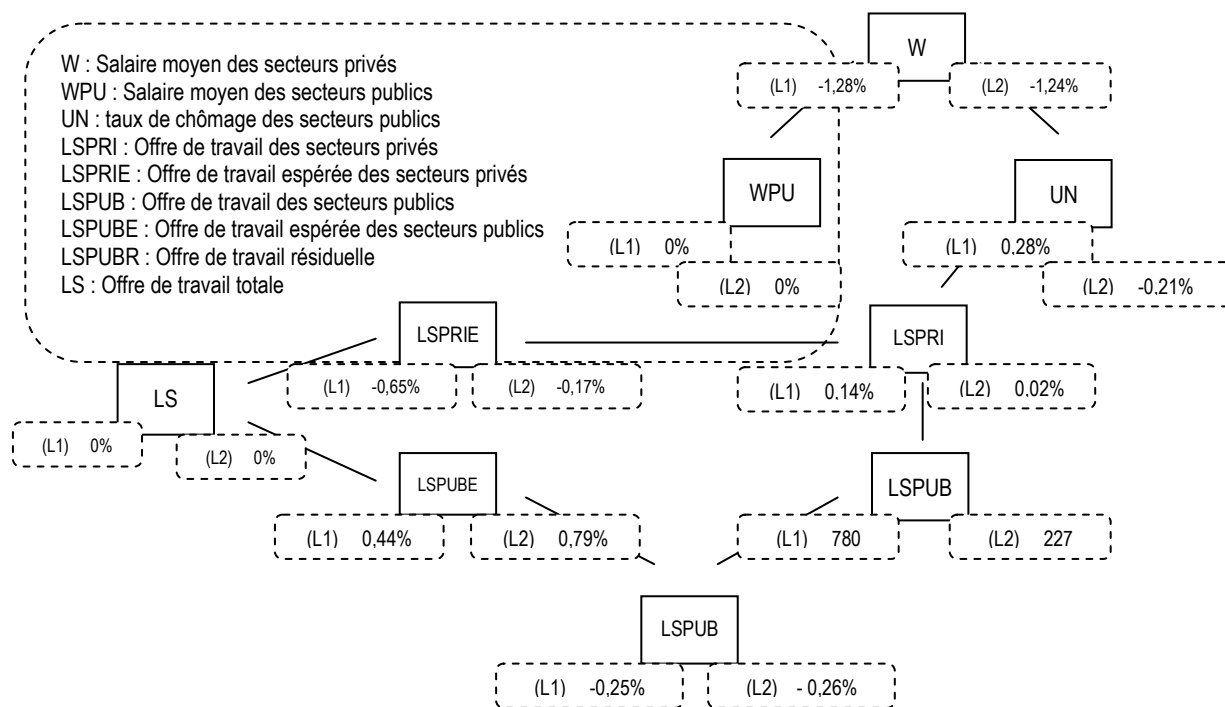 W
W : Salaire moyen des secteurs privés
WPU : Salaire moyen des secteurs publics
UN : taux de chômage des secteurs publics
LSPRI : Offre de travail des secteurs privés
LSPRIE : Offre de travail espérée des secteurs privés
LSPUB : Offre de travail des secteurs publics
LSPUBE : Offre de travail espérée des secteurs publics
LSPUBR : Offre de travail résiduelle
LS : Offre de travail totale
(L1) -1,28%
(L2) -1,24%
WPU
UN
(L1) 0%
(L1) 0,28%
(L2) 0%
(L2) -0,21%
LSPRIE
LSPRI
(L1) -0,65%
(L2) -0,17%
(L1) 0,14%
(L2) 0,02%
LS
(L1) 0%
(L2) 0%
LSPUBE
LSPUB
(L1) 0,44%
(L2) 0,79%
(L1) 780
(L2) 227
LSPUB
(L1) -0,25%
(L2) - 0,26%